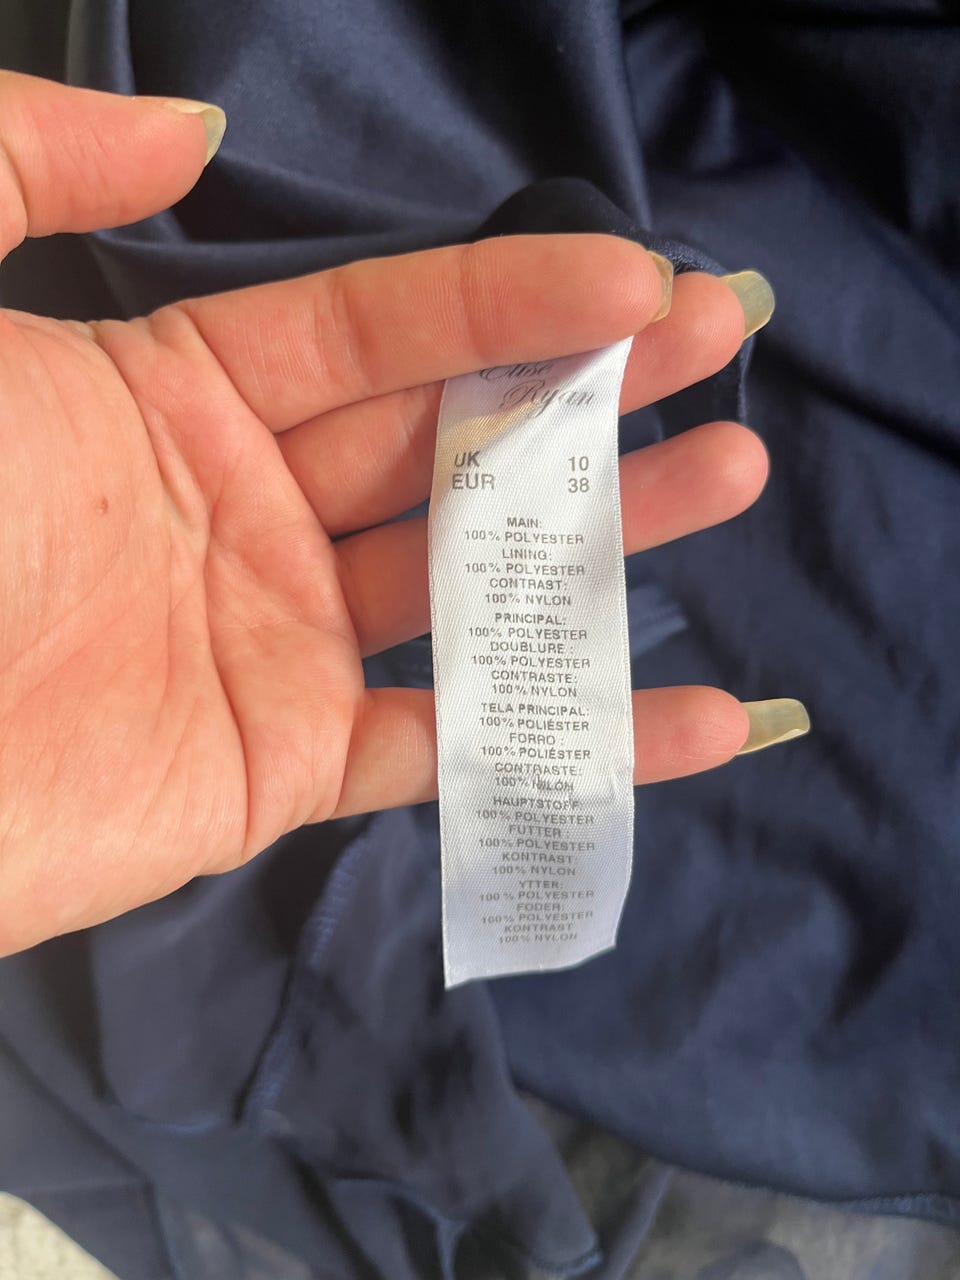 Elise
Ryan
UK 10
EUR 38
MAIN:
100% POLYESTER
LINING:
100% POLYESTER
CONTRAST:
100% NYLON
PRINCIPAL:
100% POLYESTER
DOUBLURE :
100% POLYESTER
CONTRASTE:
100% NYLON
TELA PRINCIPAL:
100% POLIÉSTER
FORRO :
100% POLIÉSTER
CONTRASTE:
100% NILON
HAUPTSTOFF:
100% POLYESTER
FUTTER :
100% POLYESTER
KONTRAST:
100% NYLON
YTTER:
100% POLYESTER
FODER:
100% POLYESTER
KONTRAST
100% NYLON